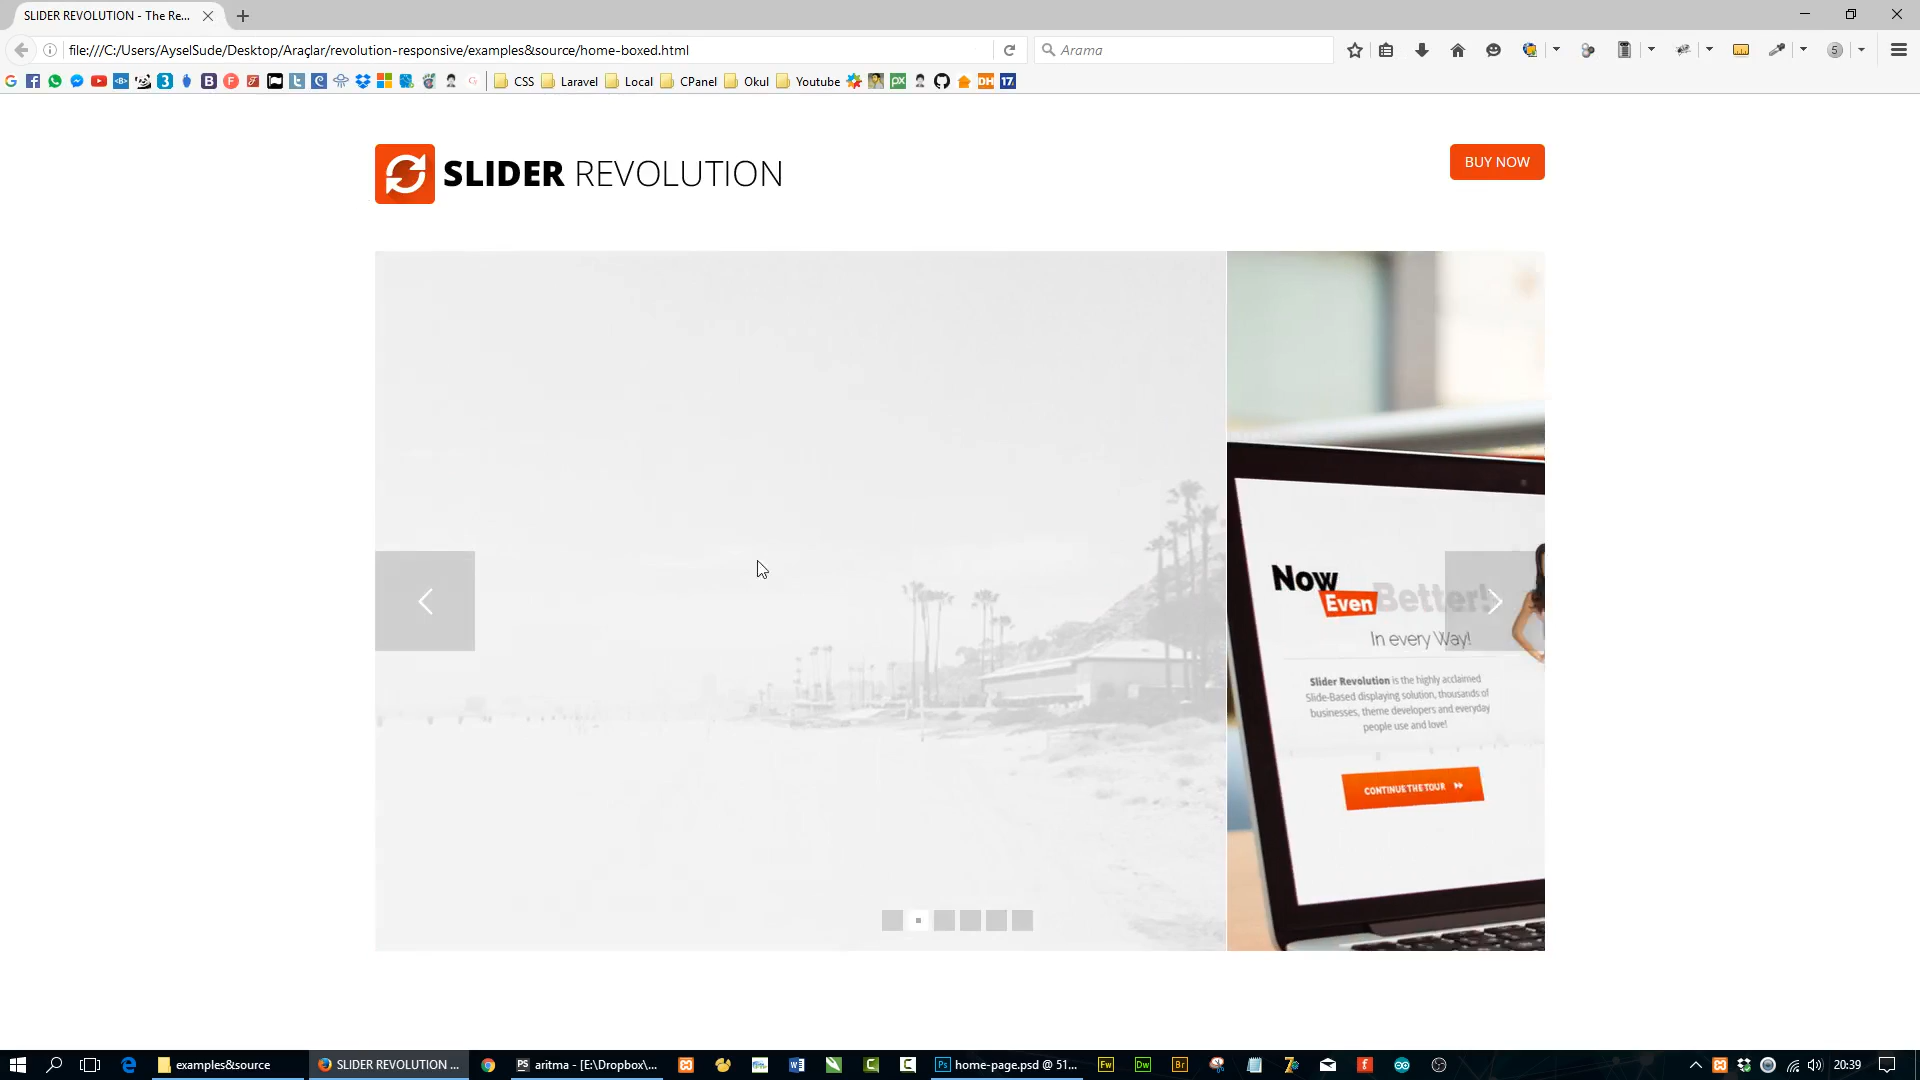 SLIDER REVOLUTION - The Re...
file:///C:/Users/AyselSude/Desktop/Araçlar/revolution-responsive/examples&source/home-boxed.html
Arama
5
CSS
Laravel
Local
CPanel
Okul
Youtube
SLIDER REVOLUTION
BUY NOW
Now
Even Better!
In every Way!
Slider Revolution is the highly acclaimed
Slide-Based displaying solution, thousands of
businesses, theme developers and everyday
people use and love!
CONTINUE THE TOUR
examples&source
SLIDER REVOLUTION ...
aritma - [E:\Dropbox\...
home-page.psd @ 51...
20:39